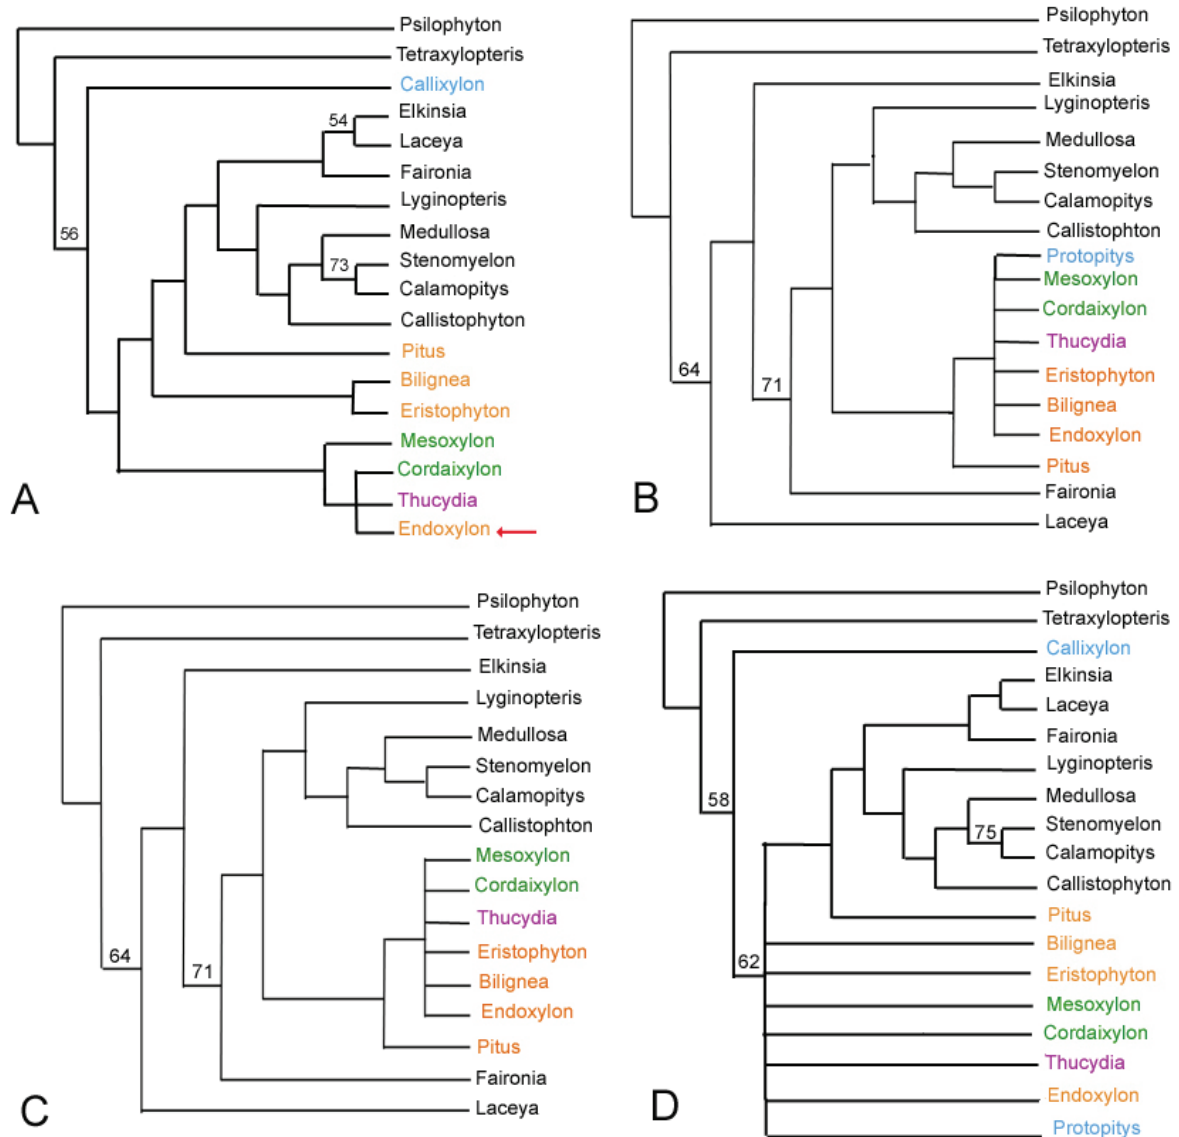 Psilophyton
Tetraxylopteris
Callixylon
Elkinsia
54
Laceya
Faironia
Lyginopteris
56
Medullosa
Stenomyelon
73
Calamopitys
Callistophyton
Pitus
Bilignea
Eristophyton
Mesoxylon
Cordaixylon
Thucydia
Endoxylon
A
Psilophyton
Tetraxylopteris
Elkinsia
Lyginopteris
Medullosa
Stenomyelon
Calamopitys
Callistophton
Protopitys
Mesoxylon
Cordaixylon
Thucydia
64
71
Eristophyton
Bilignea
Endoxylon
Pitus
Faironia
Laceya
B
Psilophyton
Tetraxylopteris
Elkinsia
Lyginopteris
Medullosa
Stenomyelon
Calamopitys
Callistophton
Mesoxylon
Cordaixylon
Thucydia
Eristophyton
64
71
Bilignea
Endoxylon
Pitus
Faironia
Laceya
C
Psilophyton
Tetraxylopteris
Callixylon
Elkinsia
Laceya
Faironia
Lyginopteris
58
Medullosa
Stenomyelon
75
Calamopitys
Callistophyton
Pitus
Bilignea
62
Eristophyton
Mesoxylon
Cordaixylon
Thucydia
Endoxylon
Protopitys
D